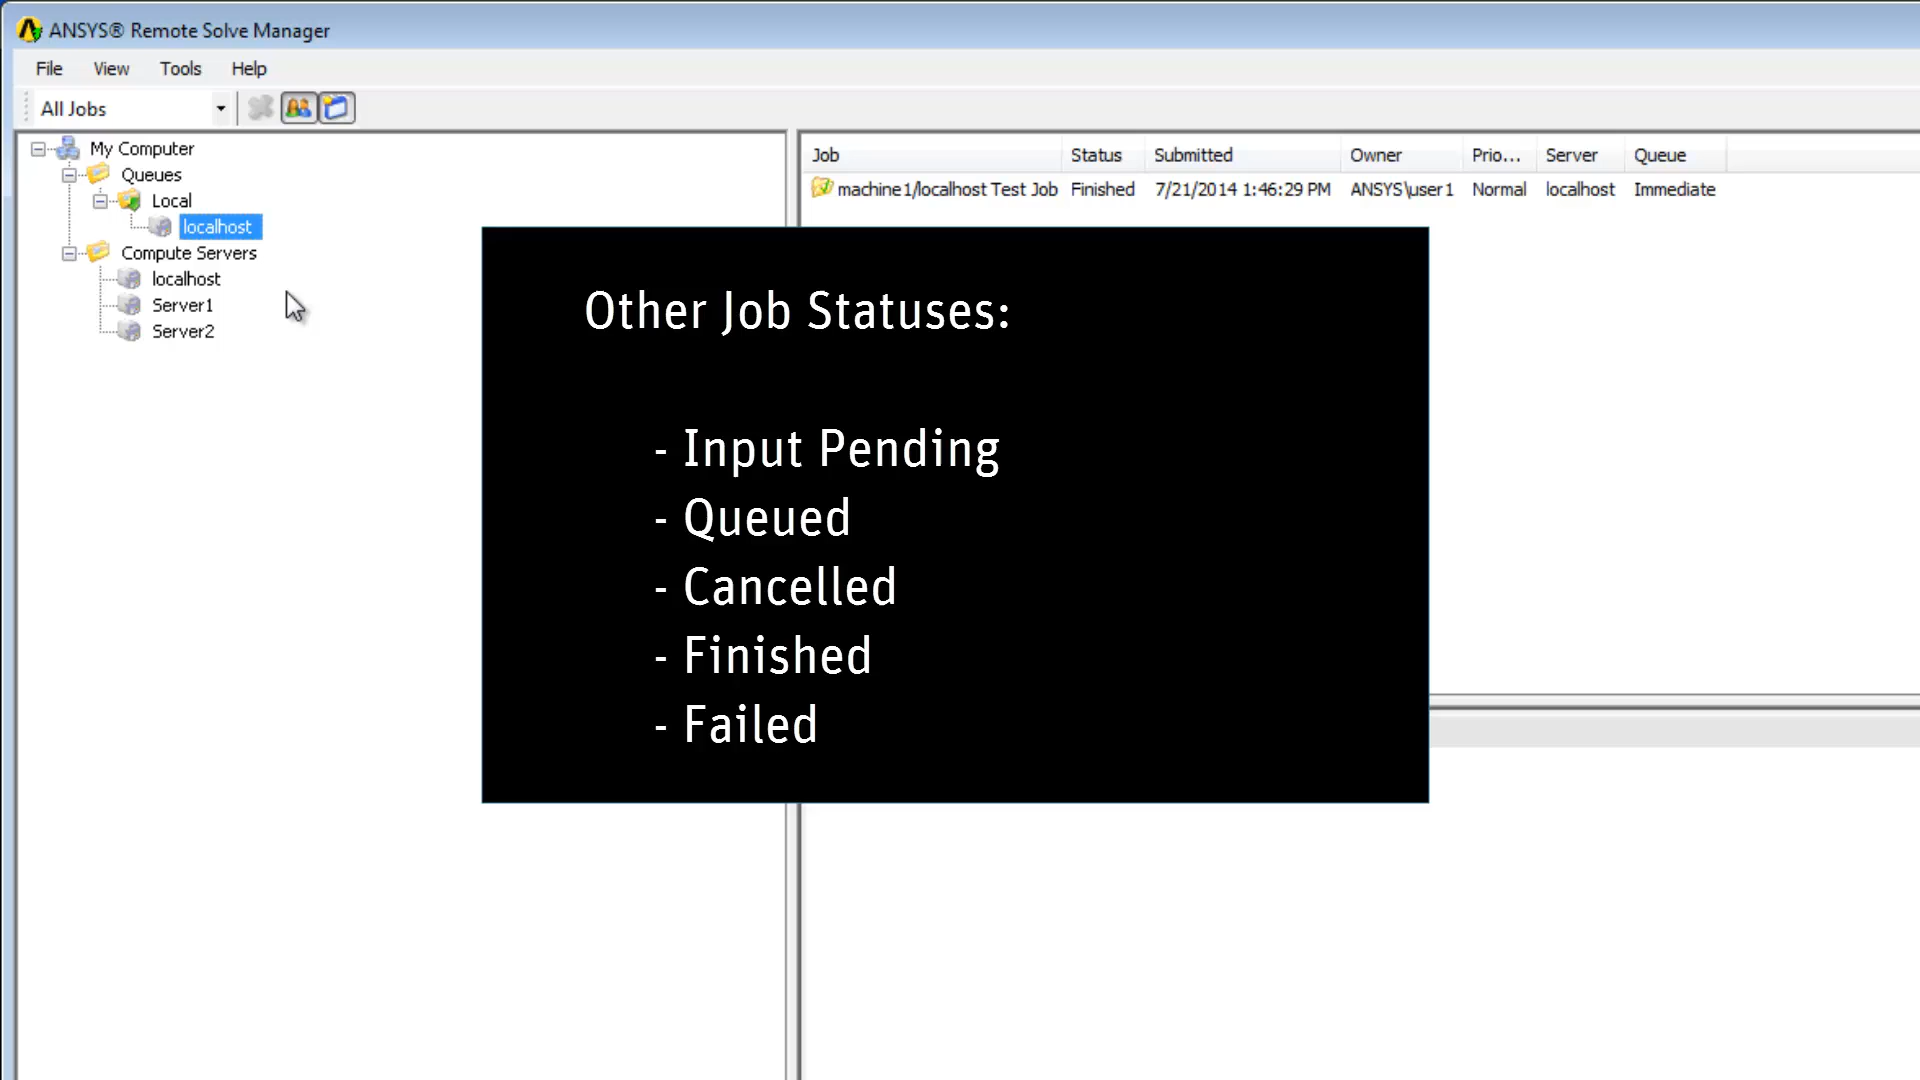 ANSYS® Remote Solve Manager
File View Tools Help
All Jobs
My Computer
Queues
Local
localhost
Compute Servers
localhost
Server1
Server2
Job Status Submitted Owner Prio... Server Queue
machine1/localhost Test Job Finished 7/21/2014 1:46:29 PM ANSYS\user1 Normal localhost Immediate
Other Job Statuses:
- Input Pending
- Queued
- Cancelled
- Finished
- Failed